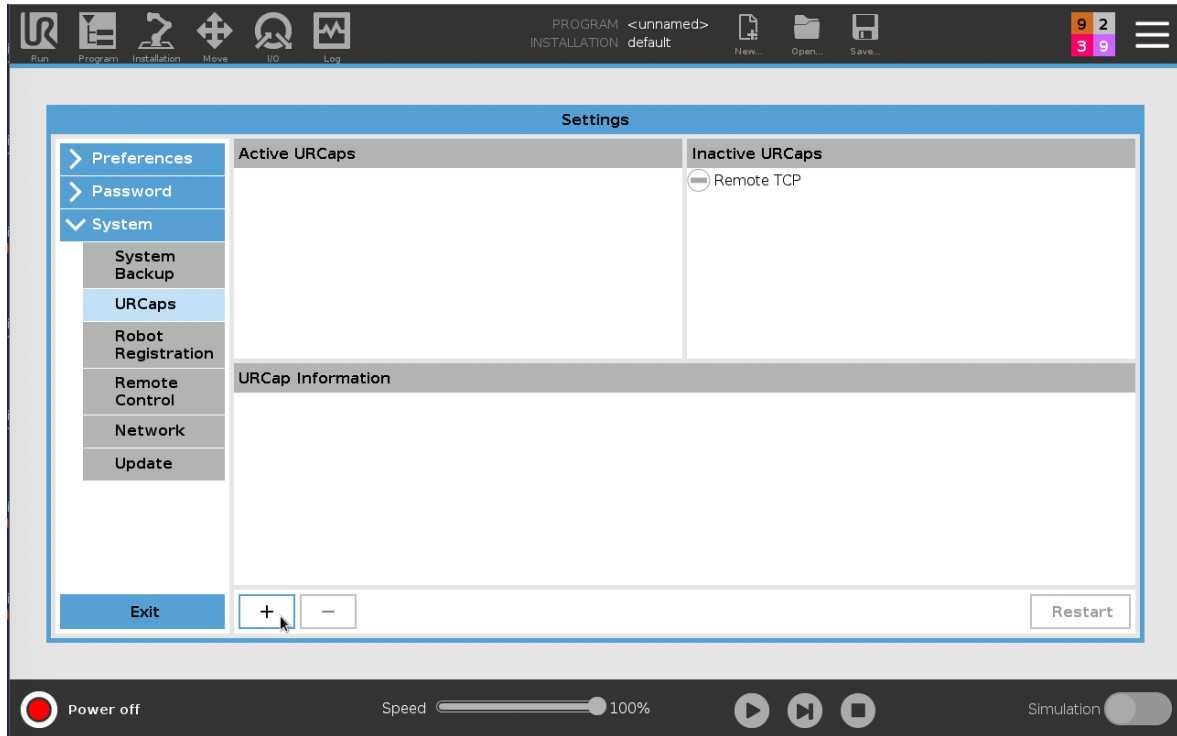 UR
PROGRAM <unnamed>
INSTALLATION default
Run
Program
Installation
Move
I/O
Log
New...
Open...
Save...
9 2
3 9
Settings
Preferences
Password
System
System
Backup
URCaps
Robot
Registration
Remote
Control
Network
Update
Exit
Active URCaps
Inactive URCaps
Remote TCP
URCap Information
+
−
Restart
Power off
Speed
100%
Simulation